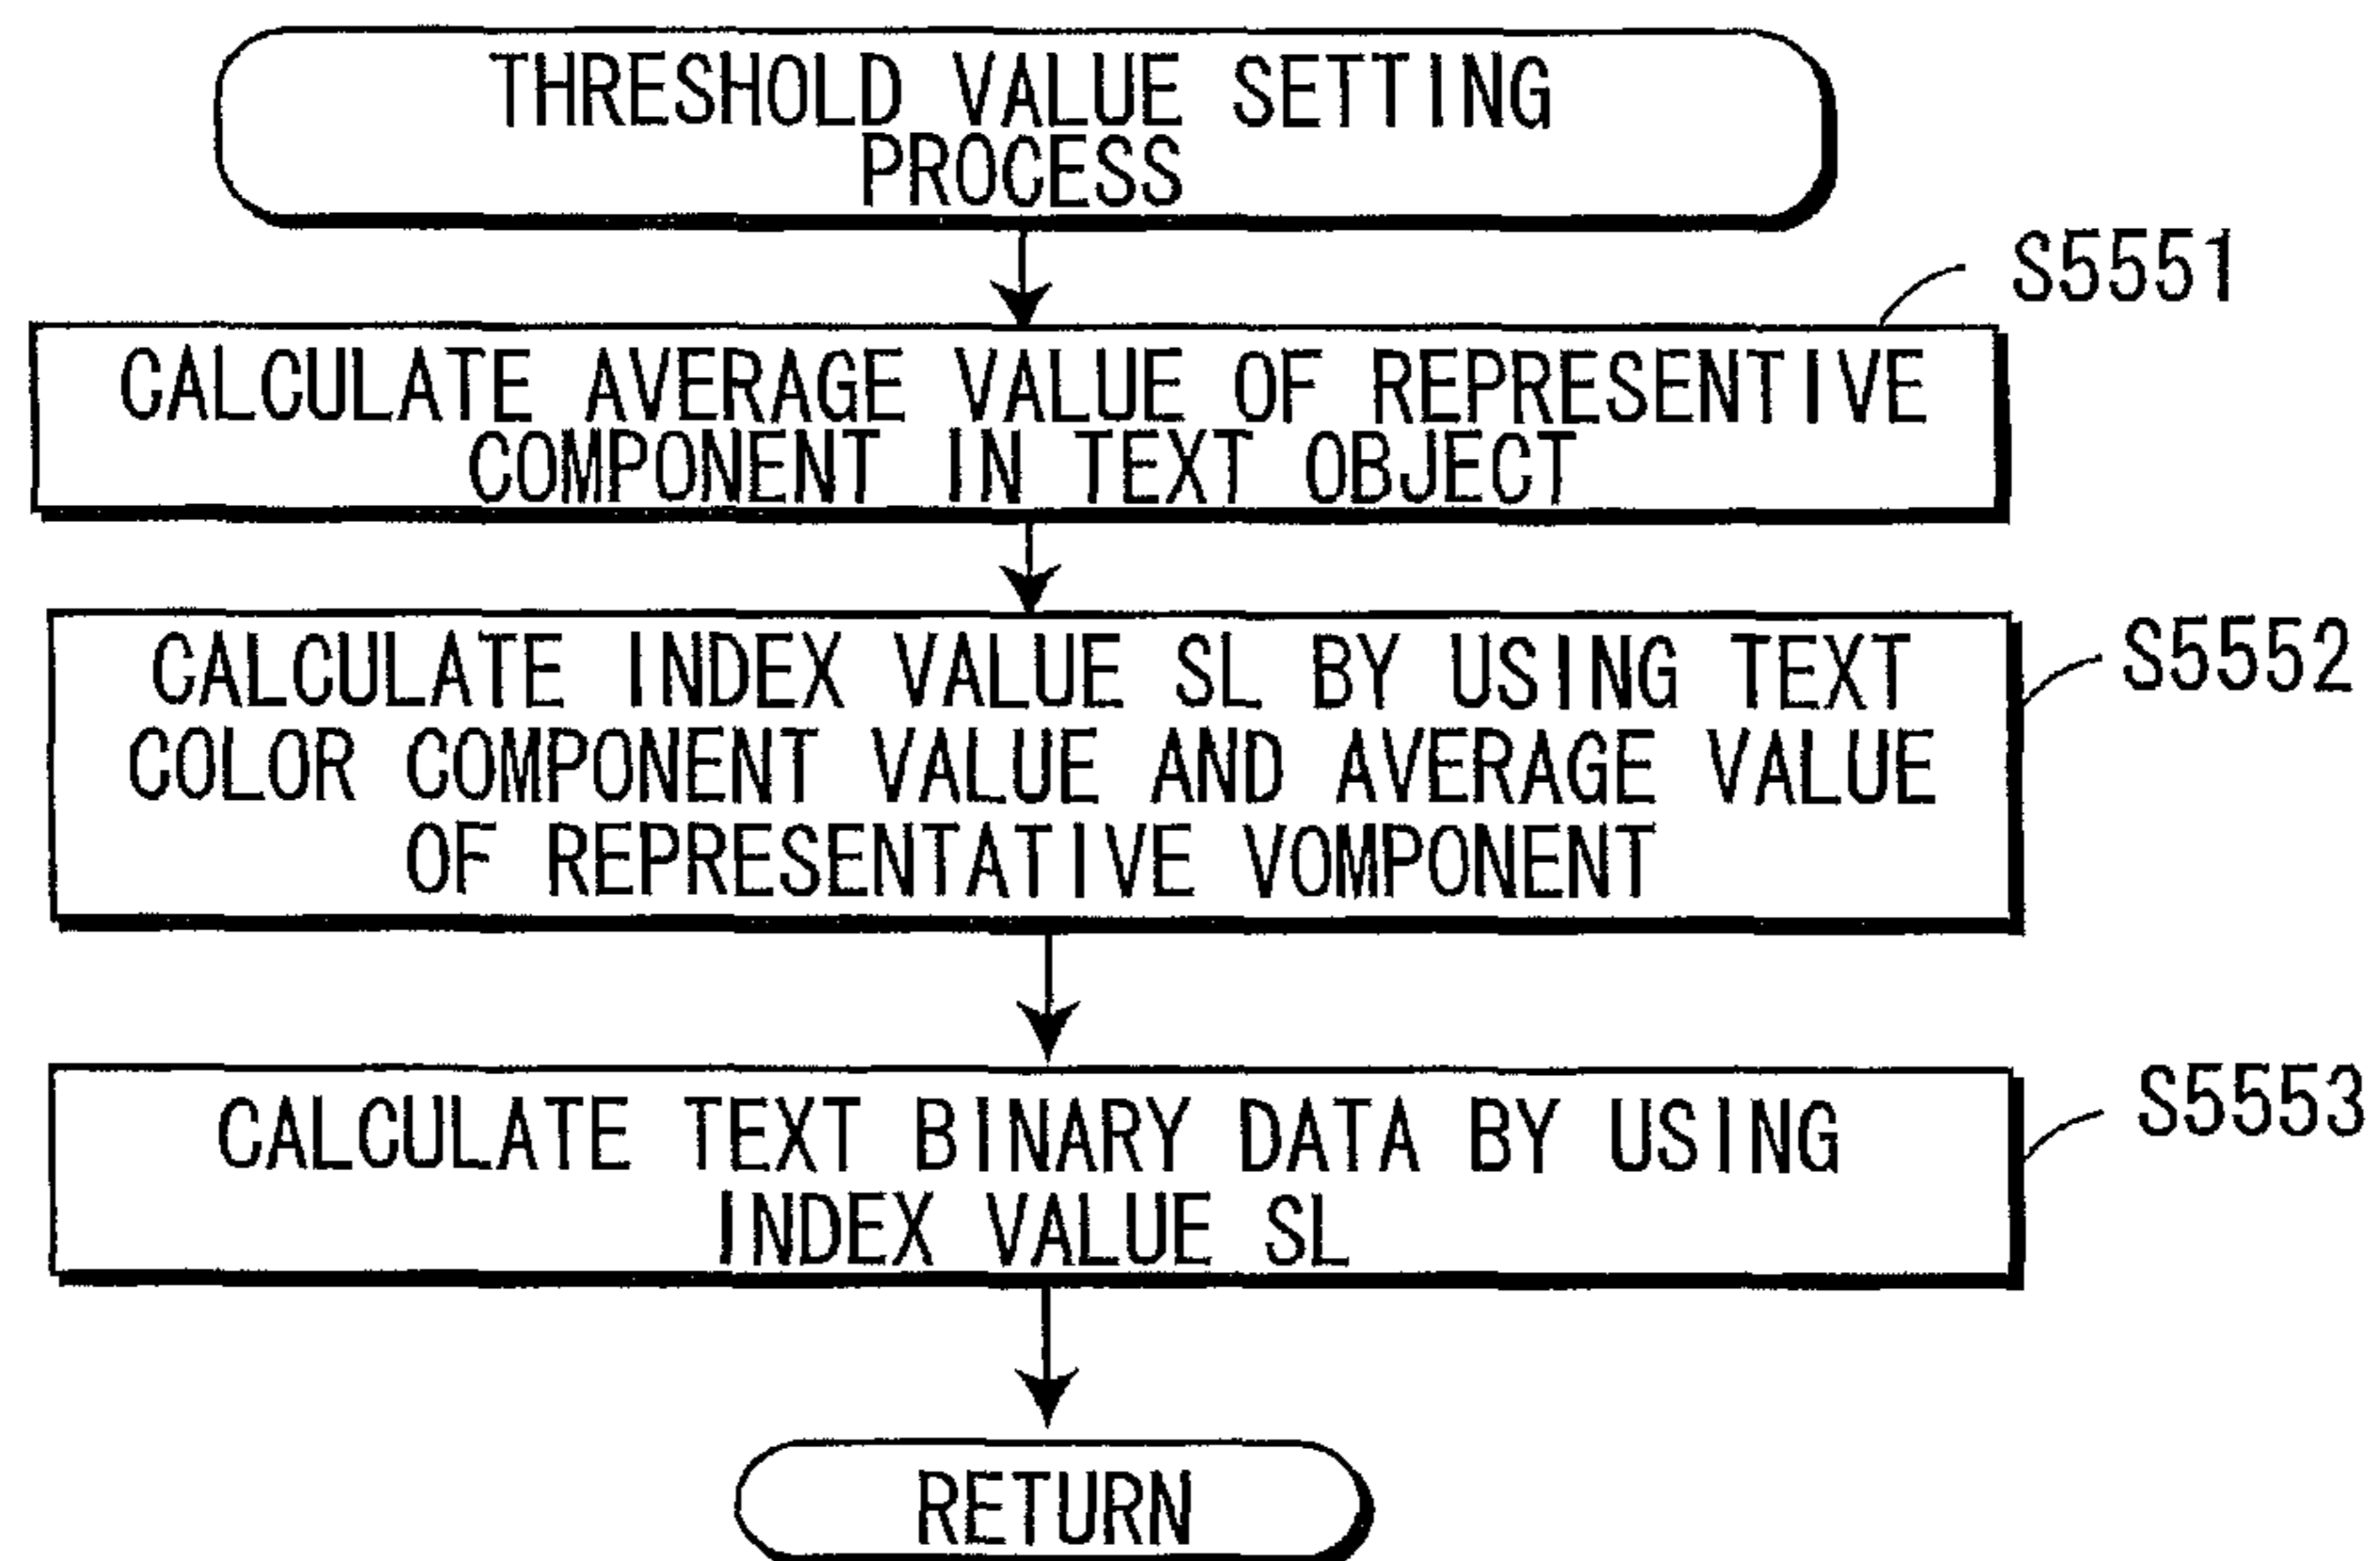 THRESHOLD VALUE SETTING
PROCESS
S5551
CALCULATE AVERAGE VALUE OF REPRESENTIVE
COMPONENT IN TEXT OBJECT
CALCULATE INDEX VALUE SL BY USING TEXT
COLOR COMPONENT VALUE AND AVERAGE VALUE
OF REPRESENTATIVE VOMPONENT
S5552
CALCULATE TEXT BINARY DATA BY USING
INDEX VALUE SL
S5553
RETURN